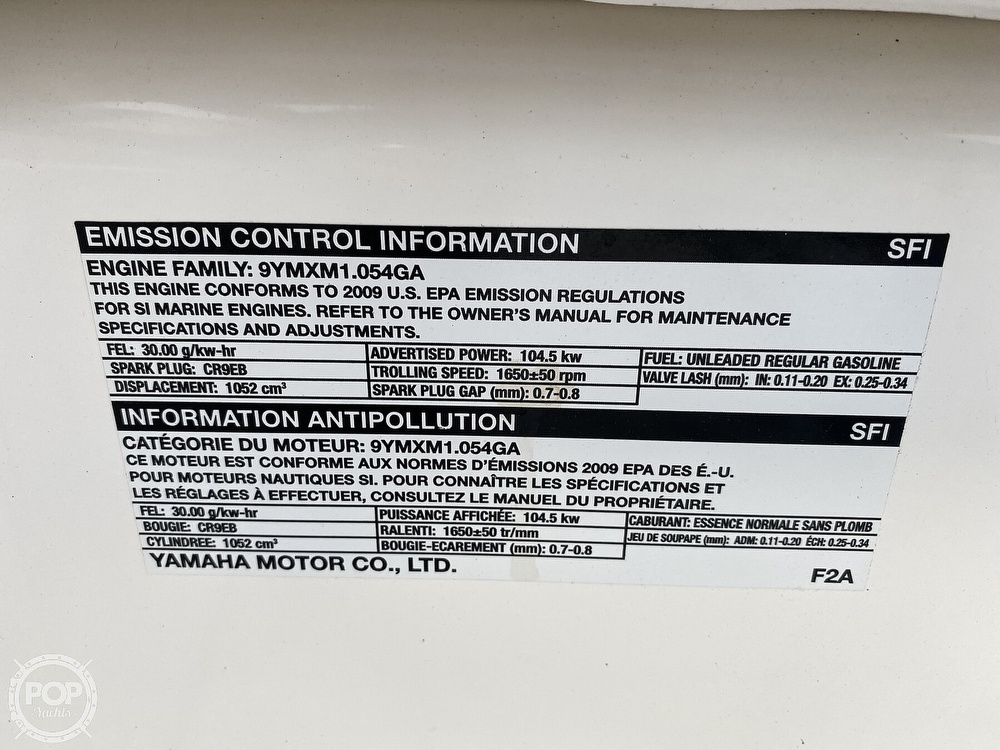 EMISSION CONTROL INFORMATION SFI
ENGINE FAMILY: 9YMXM1.054GA
THIS ENGINE CONFORMS TO 2009 U.S. EPA EMISSION REGULATIONS
FOR SI MARINE ENGINES. REFER TO THE OWNER'S MANUAL FOR MAINTENANCE
SPECIFICATIONS AND ADJUSTMENTS.
FEL: 30.00 g/kw-hr ADVERTISED POWER: 104.5 kw FUEL: UNLEADED REGULAR GASOLINE
SPARK PLUG: CR9EB TROLLING SPEED: 1650±50 rpm VALVE LASH (mm): IN: 0.11-0.20 EX: 0.25-0.34
DISPLACEMENT: 1052 cm³ SPARK PLUG GAP (mm): 0.7-0.8
INFORMATION ANTIPOLLUTION SFI
CATÉGORIE DU MOTEUR: 9YMXM1.054GA
CE MOTEUR EST CONFORME AUX NORMES D'ÉMISSIONS 2009 EPA DES É.-U.
POUR MOTEURS NAUTIQUES SI. POUR CONNAÎTRE LES SPÉCIFICATIONS ET
LES RÉGLAGES À EFFECTUER, CONSULTEZ LE MANUEL DU PROPRIÉTAIRE.
FEL: 30.00 g/kw-hr PUISSANCE AFFICHÉE: 104.5 kw CABURANT: ESSENCE NORMALE SANS PLOMB
BOUGIE: CR9EB RALENTI: 1650±50 tr/mm JEU DE SOUPAPE (mm): ADM: 0.11-0.20 ÉCH: 0.25-0.34
CYLINDREE: 1052 cm³ BOUGIE-ECAREMENT (mm): 0.7-0.8
YAMAHA MOTOR CO., LTD. F2A
POP
Yachts